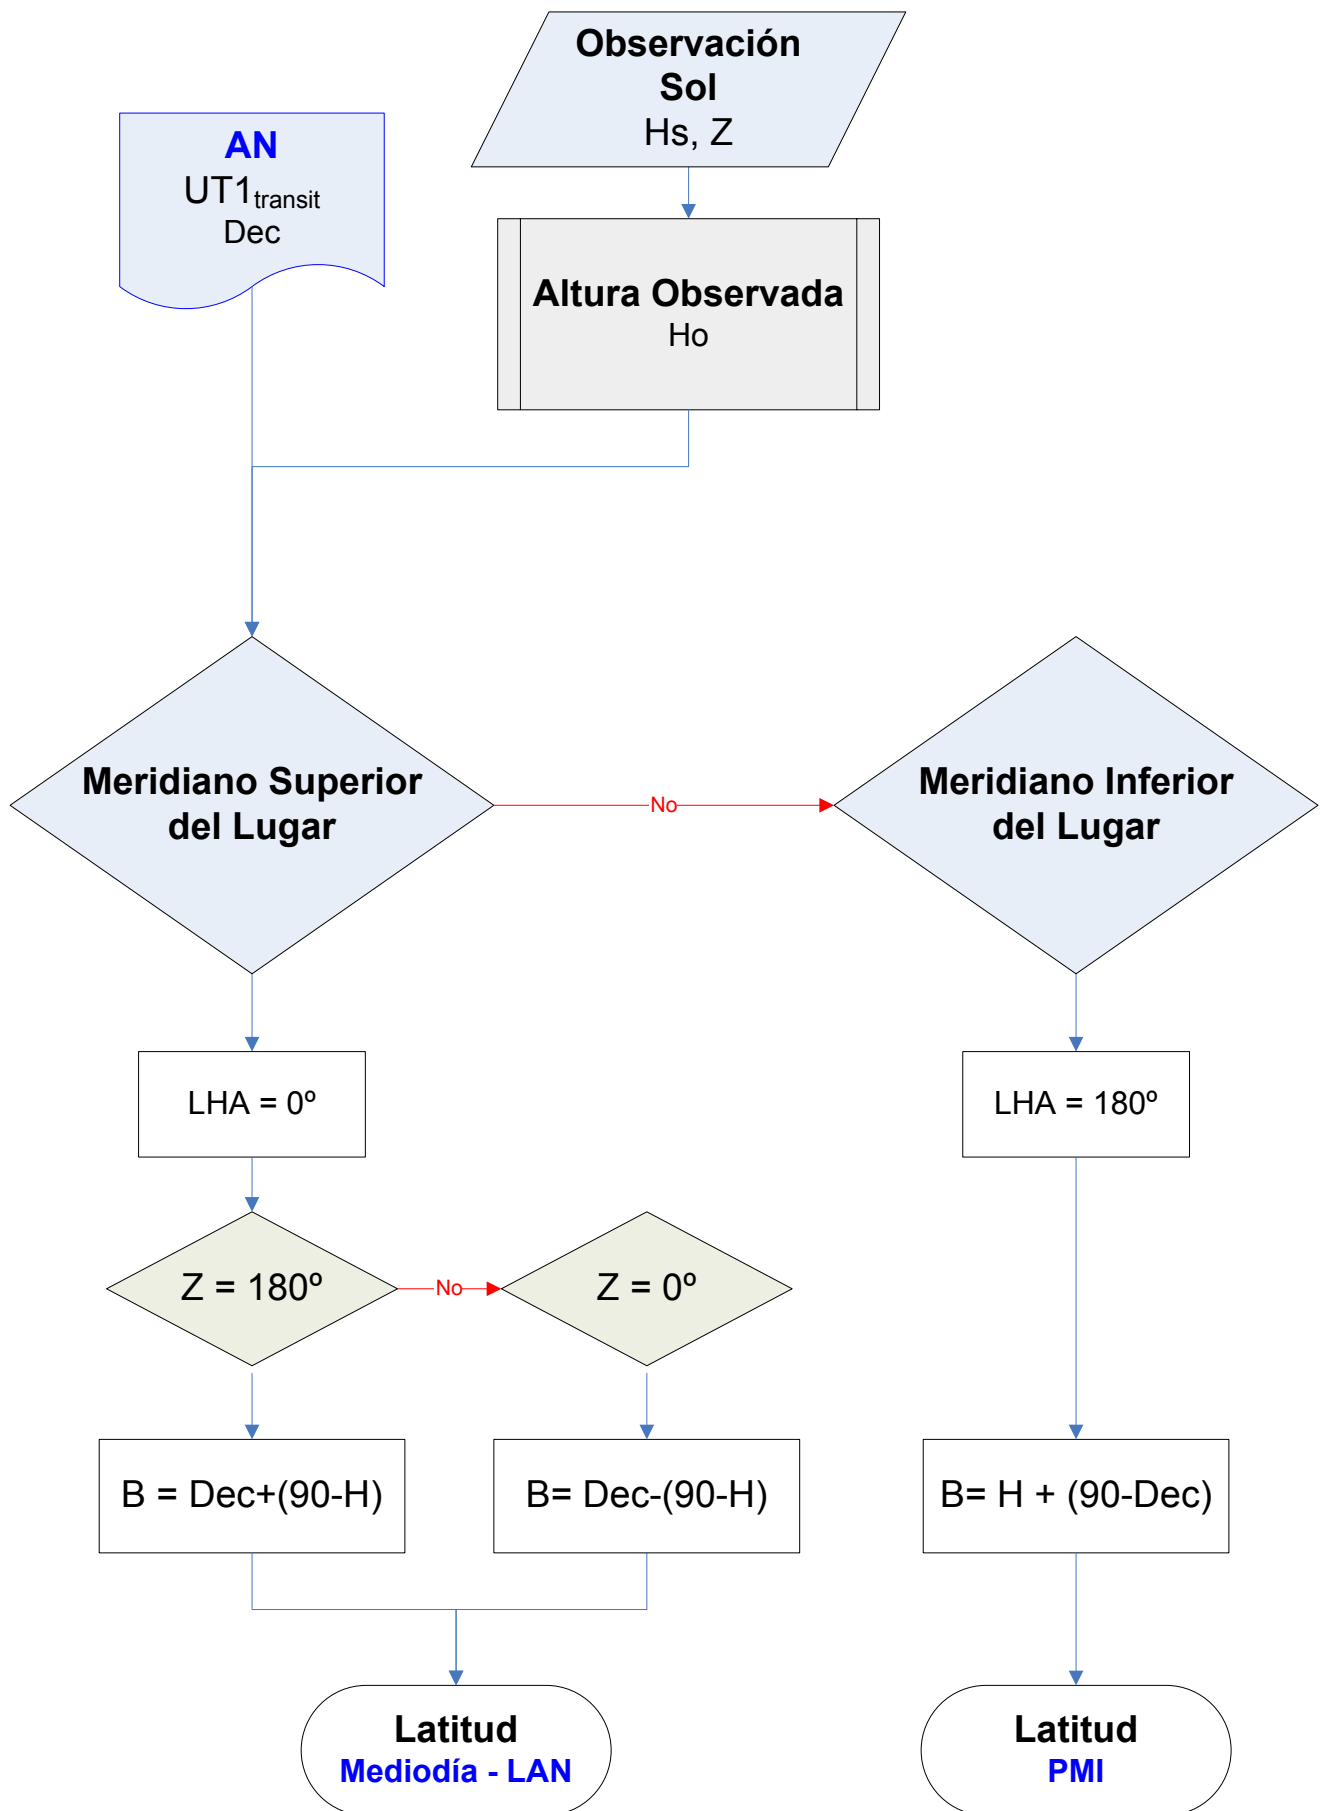 Observación
Sol
Hs, Z
AN
UT1transit
Dec
Altura Observada
Ho
Meridiano Superior
del Lugar
No
Meridiano Inferior
del Lugar
LHA = 0º
LHA = 180º
Z = 180º
No
Z = 0º
B = Dec+(90-H)
B= Dec-(90-H)
B= H + (90-Dec)
Latitud
Mediodía - LAN
Latitud
PMI